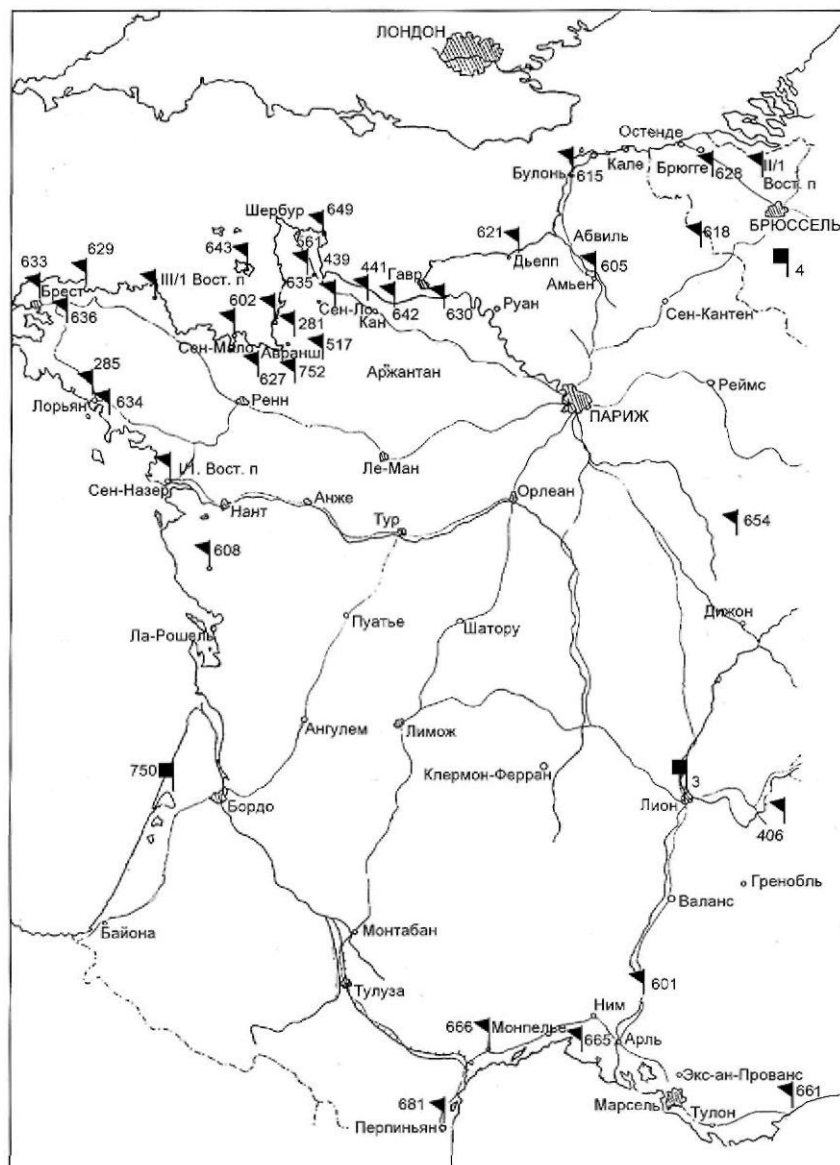 ЛОНДОН
Остенде
Кале
Брюгге
628
II/1
Вост. п
Булонь
615
БРЮССЕЛЬ
Шербур
649
618
4
643
561
439
621
Абвиль
Дьепп
605
Амьен
633
629
III/1 Вост. п
635
441
Гавр
642
630
Руан
Брест
636
602
281
Сен-Ло
Кан
Сен-Кантен
Сен-Мало
Авранш
517
627
752
Аржантан
285
634
Лорьян
Ренн
ПАРИЖ
Реймс
I/1. Вост. п
Ле-Ман
Сен-Назер
Нант
Анже
Тур
Орлеан
654
608
Пуатье
Шатору
Дижон
Ла-Рошель
Ангулем
Лимож
750
Клермон-Ферран
3
Бордо
Лион
406
Гренобль
Валанс
Байона
Монтабан
Тулуза
601
Ним
666
Монпелье
665
Арль
Экс-ан-Прованс
661
681
Марсель
Тулон
Перпиньян